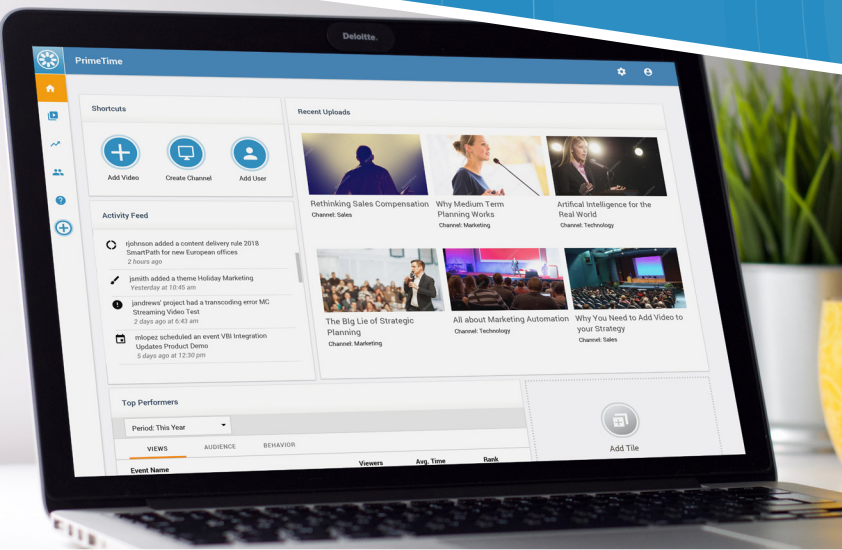 Deloitte.
PrimeTime
Shortcuts
Add Video
Create Channel
Add User
Activity Feed
rjohnson added a content delivery rule 2018
SmartPath for new European offices
2 hours ago
jsmith added a theme Holiday Marketing
Yesterday at 10:45 am
jandrews' project had a transcoding error MC
Streaming Video Test
2 days ago at 6:43 am
mlopez scheduled an event VBI Integration
Updates Product Demo
5 days ago at 12:30 pm
Recent Uploads
Rethinking Sales Compensation
Channel: Sales
Why Medium Term
Planning Works
Channel: Marketing
Artifical Intelligence for the
Real World
Channel: Technology
The BIg Lie of Strategic
Planning
Channel: Marketing
All about Marketing Automation
Channel: Technology
Why You Need to Add Video to
your Strategy
Channel: Sales
Top Performers
Period: This Year
VIEWS
AUDIENCE
BEHAVIOR
Event Name
Viewers
Avg. Time
Rank
Add Tile